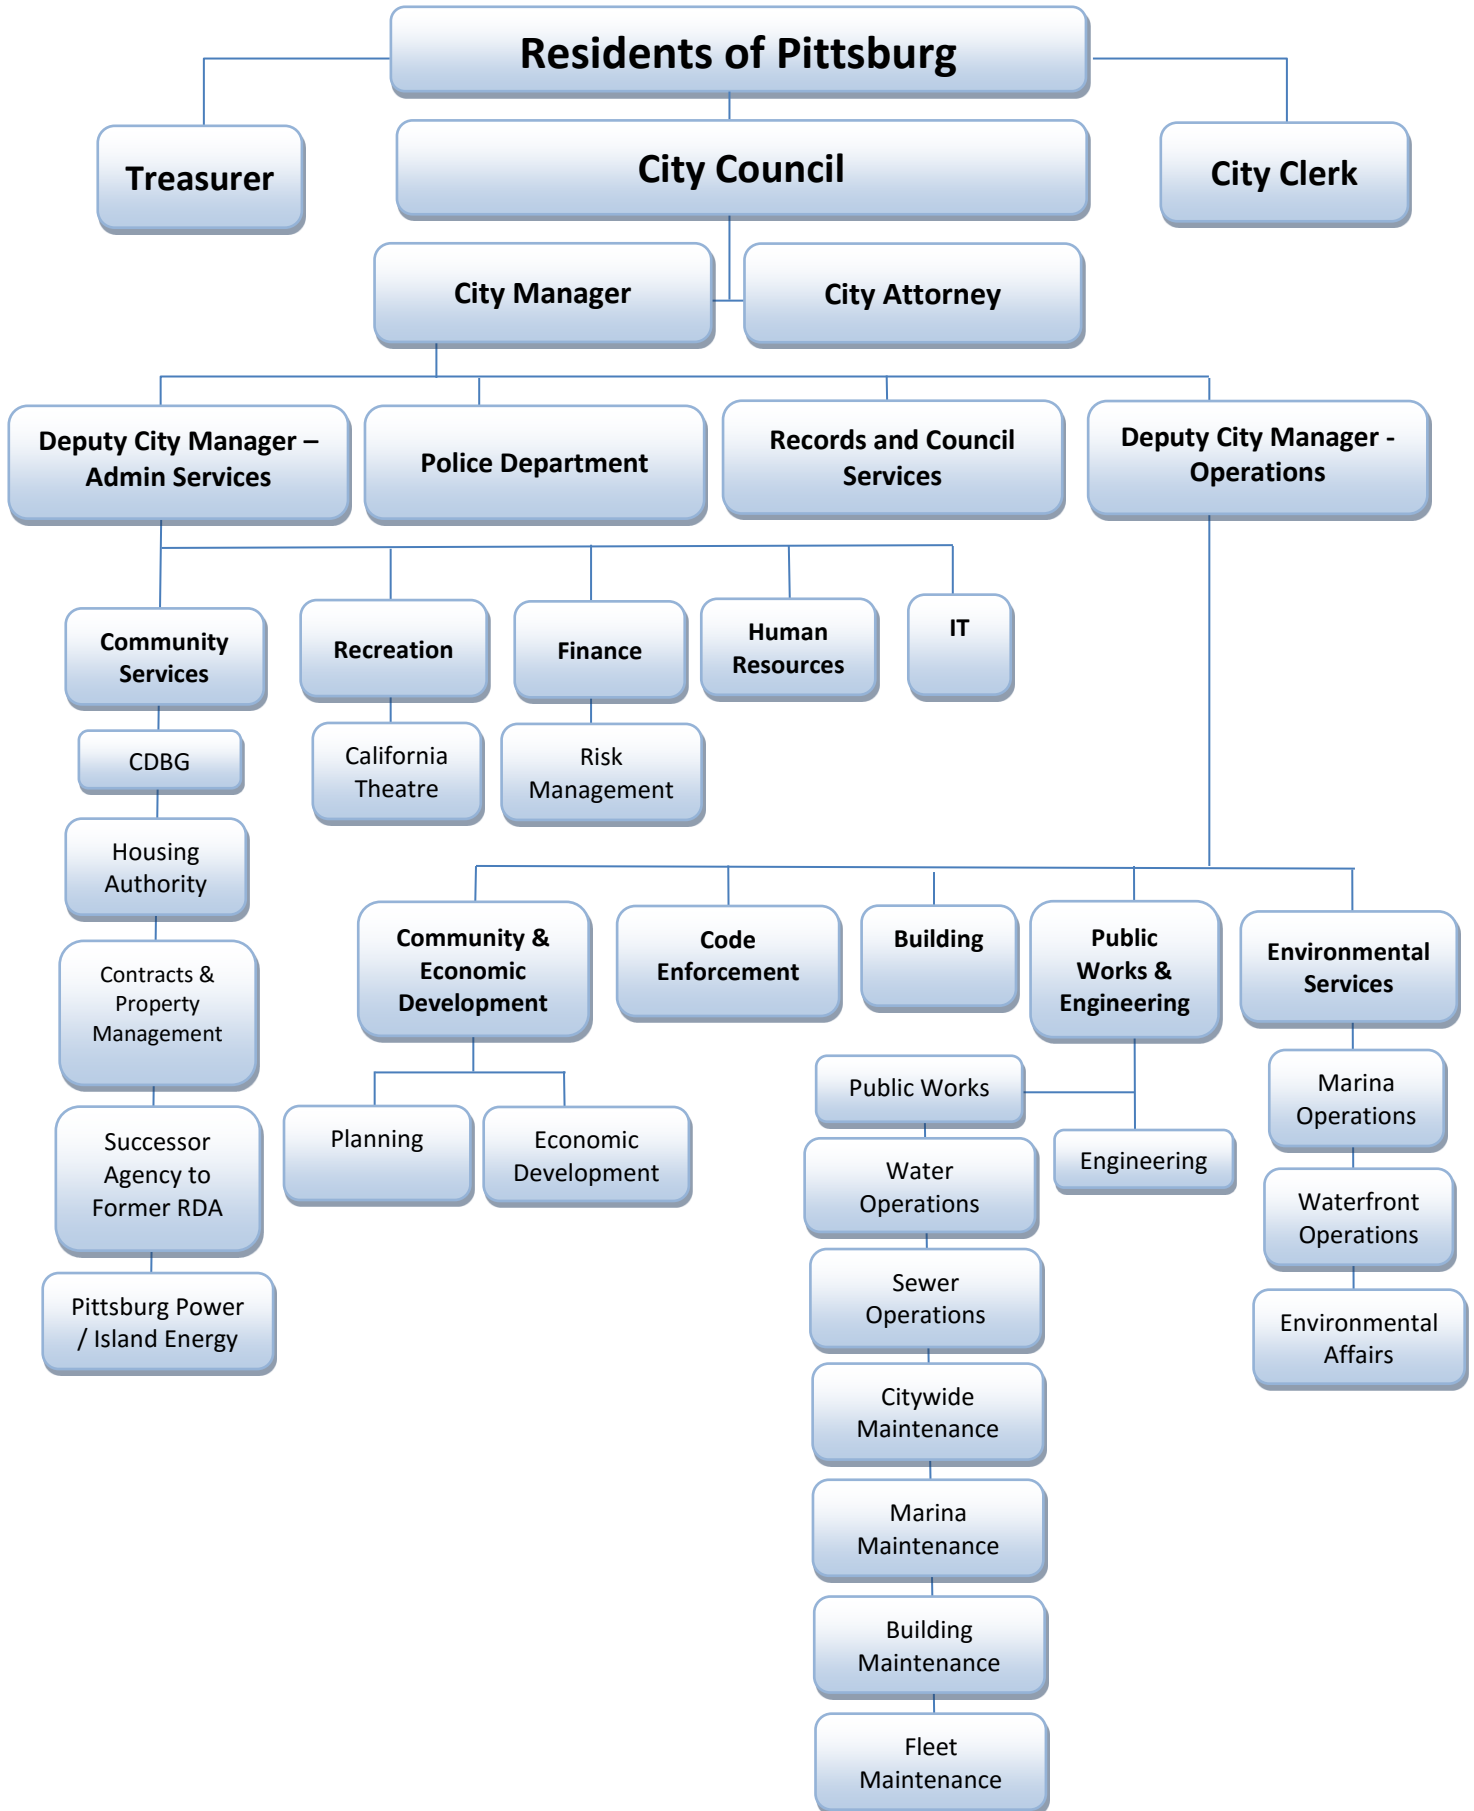 Residents of Pittsburg
Treasurer
City Council
City Clerk
City Manager
City Attorney
Deputy City Manager –
Admin Services
Police Department
Records and Council
Services
Deputy City Manager -
Operations
Community
Services
Recreation
Finance
Human
Resources
IT
CDBG
California
Theatre
Risk
Management
Housing
Authority
Contracts &
Property
Management
Successor
Agency to
Former RDA
Pittsburg Power
/ Island Energy
Community &
Economic
Development
Code
Enforcement
Building
Public
Works &
Engineering
Environmental
Services
Planning
Economic
Development
Public Works
Engineering
Water
Operations
Sewer
Operations
Citywide
Maintenance
Marina
Maintenance
Building
Maintenance
Fleet
Maintenance
Marina
Operations
Waterfront
Operations
Environmental
Affairs